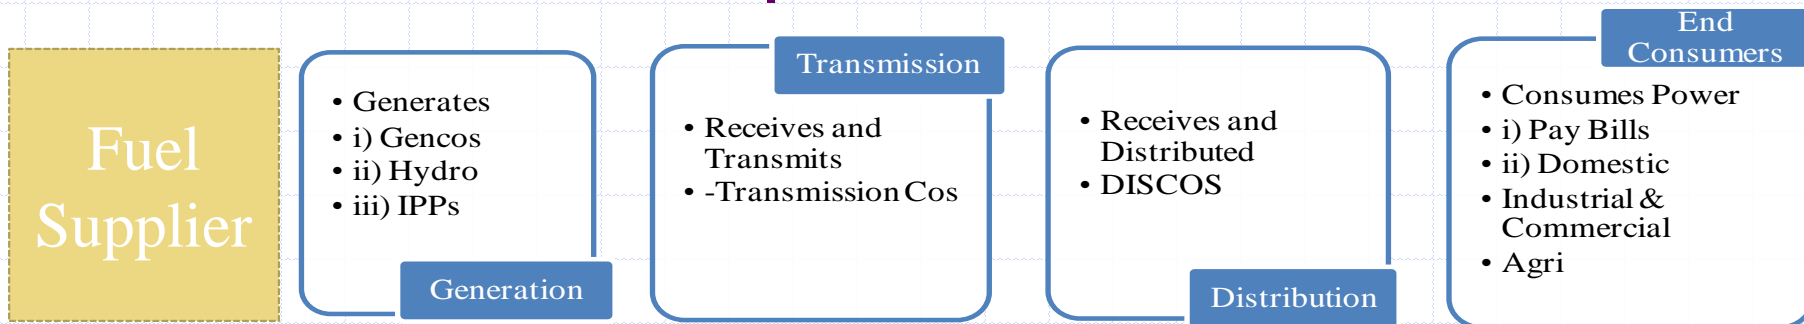 Fuel
Supplier
• Generates
• i) Gencos
• ii) Hydro
• iii) IPPs
Generation
Transmission
• Receives and
Transmits
• -Transmission Cos
• Receives and
Distributed
• DISCOS
Distribution
End
Consumers
• Consumes Power
• i) Pay Bills
• ii) Domestic
• Industrial &
Commercial
• Agri